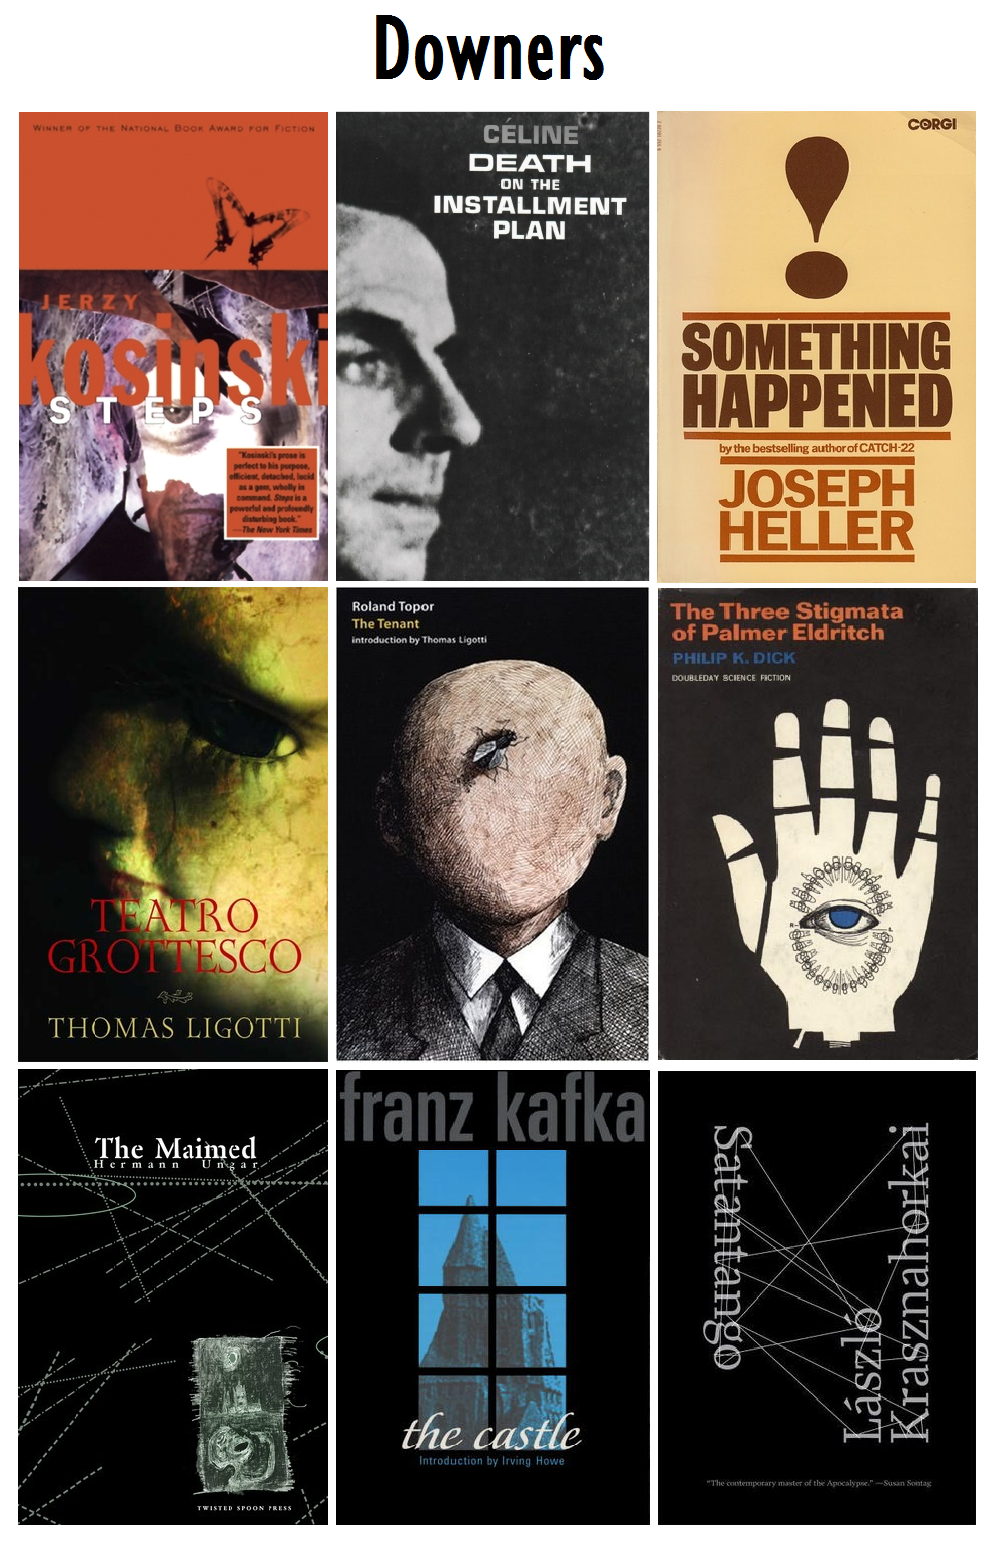 Downers
WINNER OF THE NATIONAL BOOK AWARD FOR FICTION
JERZY
kosinski
STEPS
"Kosinski's prose is
perfect to his purpose,
efficient, detached, lucid
as a gem, wholly in
command. Steps is a
powerful and profoundly
disturbing book."
—The New York Times
CÉLINE
DEATH
ON THE
INSTALLMENT
PLAN
CORGI
SOMETHING
HAPPENED
by the bestselling author of CATCH-22
JOSEPH
HELLER
TEATRO
GROTTESCO
THOMAS LIGOTTI
Roland Topor
The Tenant
introduction by Thomas Ligotti
The Three Stigmata
of Palmer Eldritch
PHILIP K. DICK
DOUBLEDAY SCIENCE FICTION
The Maimed
Hermann Ungar
TWISTED SPOON PRESS
franz kafka
the castle
Introduction by Irving Howe
Satantango
László
Krasznahorkai
"The contemporary master of the Apocalypse." —Susan Sontag